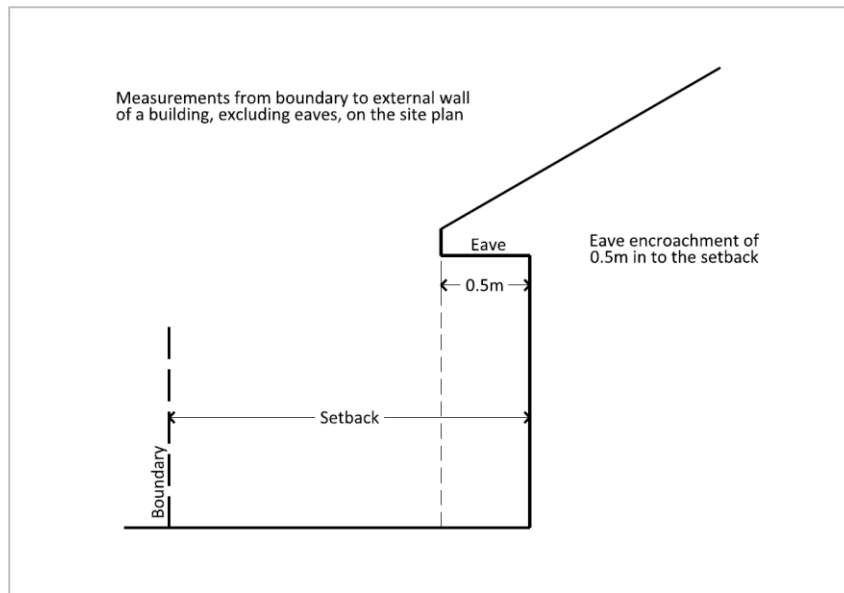 Measurements from boundary to external wall
of a building, excluding eaves, on the site plan
Eave
Eave encroachment of
0.5m in to the setback
0.5m
Setback
Boundary